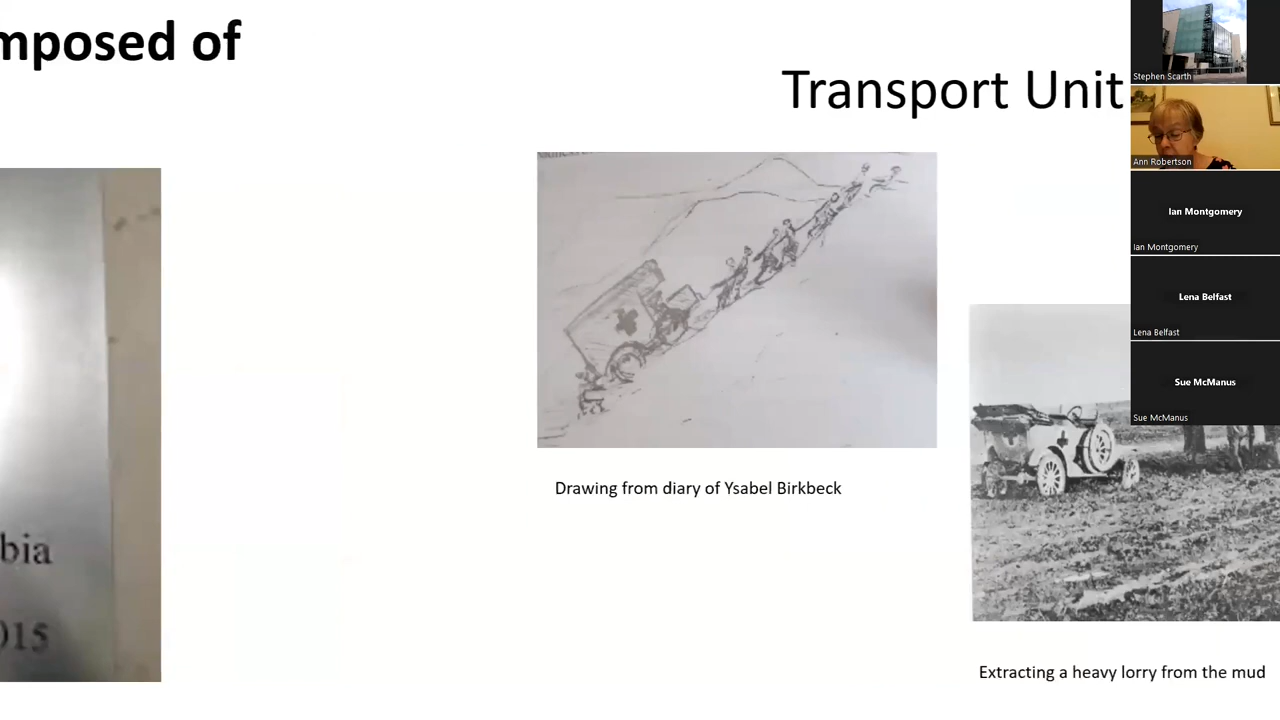 mposed of
Transport Unit
bia
015
Drawing from diary of Ysabel Birkbeck
Extracting a heavy lorry from the mud
Stephen Scarth
Ann Robertson
Ian Montgomery
Ian Montgomery
Lena Belfast
Lena Belfast
Sue McManus
Sue McManus